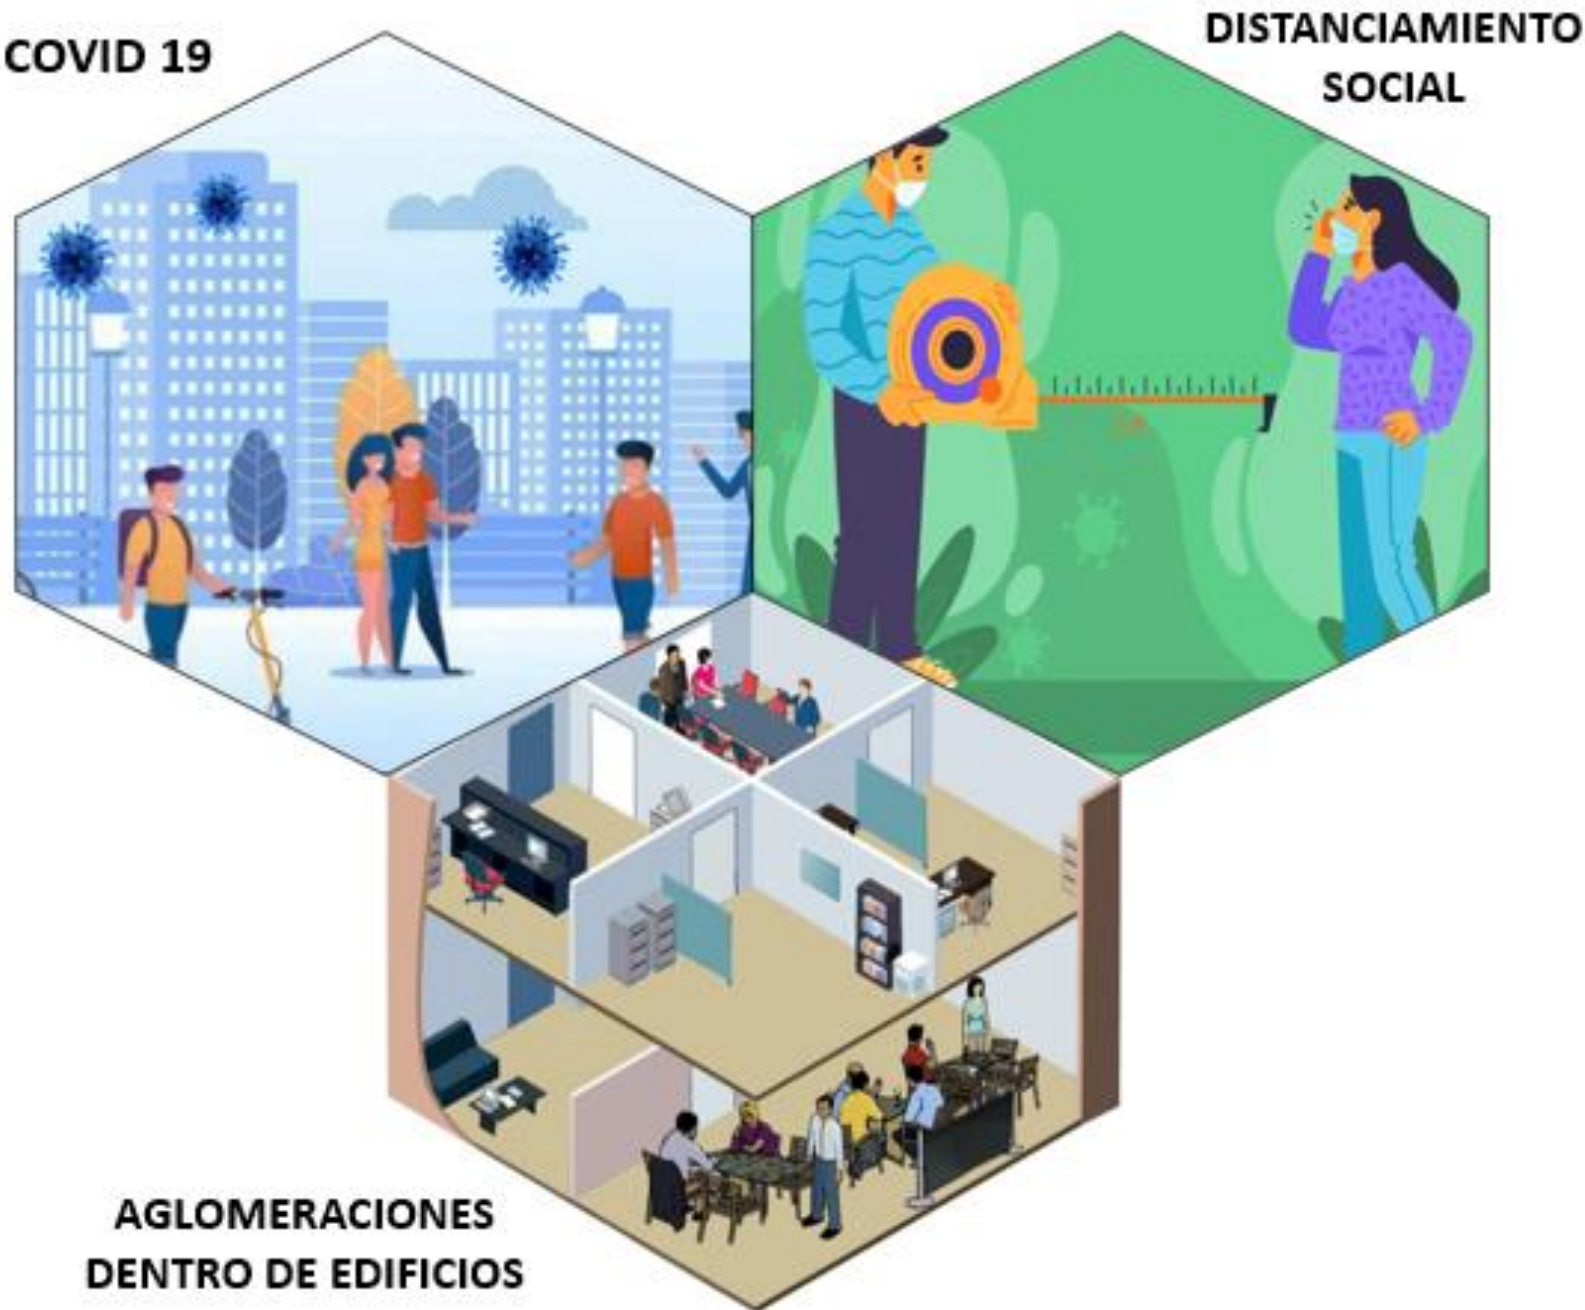 COVID 19
DISTANCIAMIENTO
SOCIAL
AGLOMERACIONES
DENTRO DE EDIFICIOS